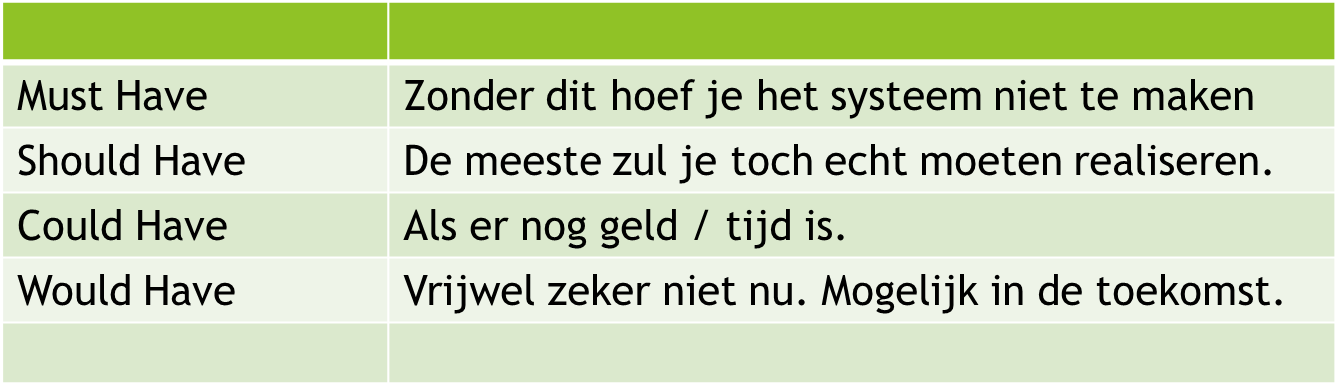 Must Have Zonder dit hoef je het systeem niet te maken
Should Have De meeste zul je toch echt moeten realiseren.
Could Have Als er nog geld / tijd is.
Would Have Vrijwel zeker niet nu. Mogelijk in de toekomst.